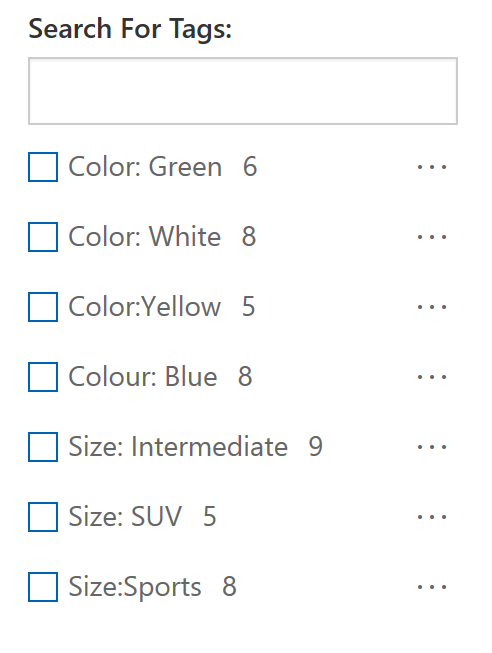 Search For Tags:
Color: Green 6 ···
Color: White 8 ···
Color:Yellow 5 ···
Colour: Blue 8 ···
Size: Intermediate 9 ···
Size: SUV 5 ···
Size:Sports 8 ···